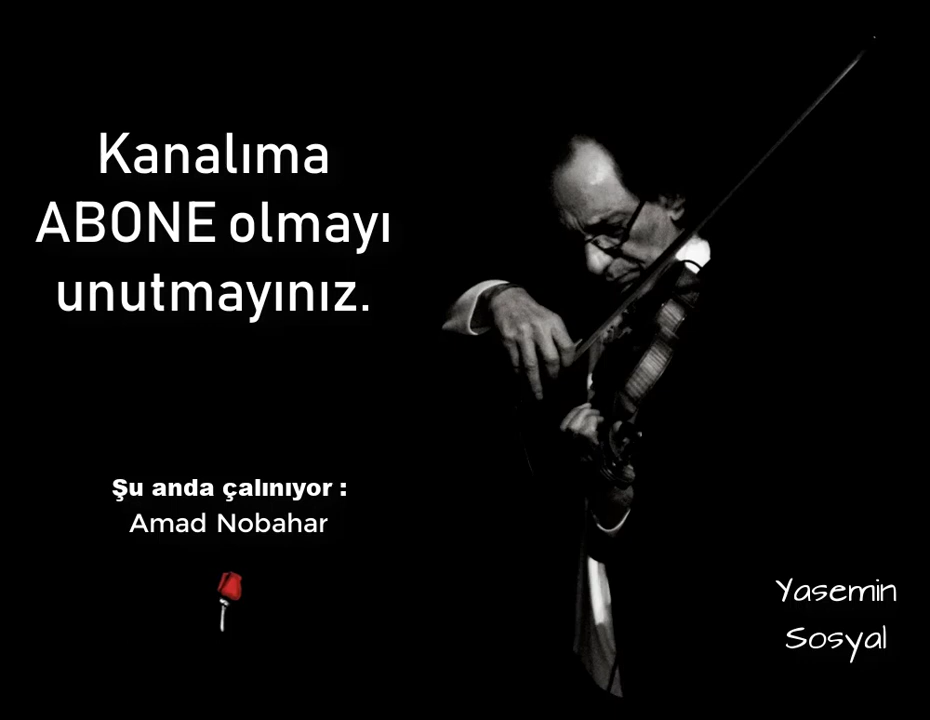 Kanalıma
ABONE olmayı
unutmayınız.
Şu anda çalınıyor :
Amad Nobahar
Yasemin
Sosyal